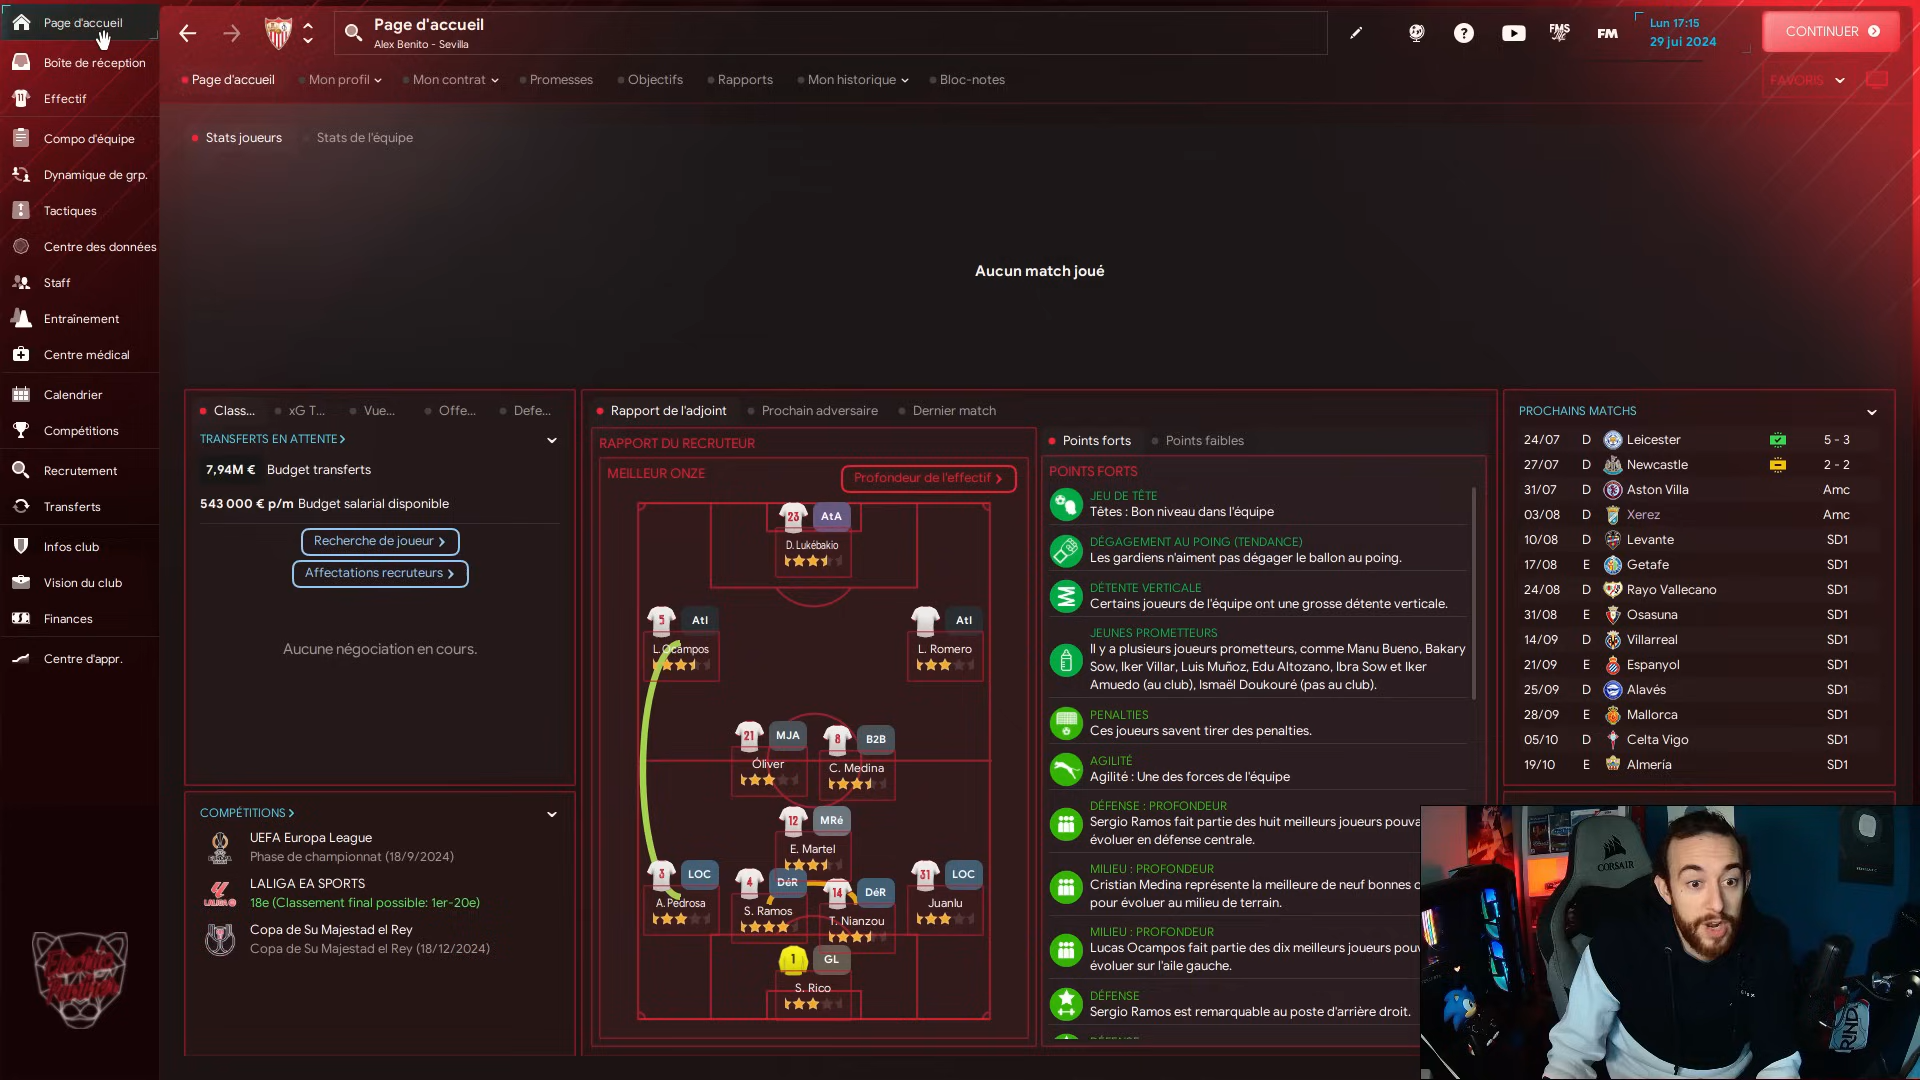 Page d'accueil
Boîte de réception
Effectif
Compo d'équipe
Dynamique de grp.
Tactiques
Centre des données
Staff
Entraînement
Centre médical
Calendrier
Compétitions
Recrutement
Transferts
Infos club
Vision du club
Finances
Centre d'appr.
Page d'accueil
Alex Benito - Sevilla
FMS
FM
Lun 17:15
29 jui 2024
CONTINUER
Page d'accueil
Mon profil
Mon contrat
Promesses
Objectifs
Rapports
Mon historique
Bloc-notes
FAVORIS
Stats joueurs
Stats de l'équipe
Aucun match joué
Class...
xG T...
Vue...
Offe...
Defe...
TRANSFERTS EN ATTENTE
7,94M € Budget transferts
543 000 € p/m Budget salarial disponible
Recherche de joueur
Affectations recruteurs
Aucune négociation en cours.
COMPÉTITIONS
UEFA Europa League
Phase de championnat (18/9/2024)
LALIGA EA SPORTS
18e (Classement final possible: 1er-20e)
Copa de Su Majestad el Rey
Copa de Su Majestad el Rey (18/12/2024)
Rapport de l'adjoint
Prochain adversaire
Dernier match
RAPPORT DU RECRUTEUR
MEILLEUR ONZE
Profondeur de l'effectif
23 AtA
D. Lukébakio
5 AtI
L.Ocampos
AtI
L. Romero
21 MJA
Óliver
8 B2B
C. Medina
12 MRé
E. Martel
3 LOC
A.Pedrosa
4 DéR
S. Ramos
14 DéR
T. Nianzou
31 LOC
Juanlu
1 GL
S. Rico
Points forts
Points faibles
POINTS FORTS
JEU DE TÊTE
Têtes : Bon niveau dans l'équipe
DÉGAGEMENT AU POING (TENDANCE)
Les gardiens n'aiment pas dégager le ballon au poing.
DÉTENTE VERTICALE
Certains joueurs de l'équipe ont une grosse détente verticale.
JEUNES PROMETTEURS
Il y a plusieurs joueurs prometteurs, comme Manu Bueno, Bakary
Sow, Iker Villar, Luis Muñoz, Edu Altozano, Ibra Sow et Iker
Amuedo (au club), Ismaël Doukouré (pas au club).
PENALTIES
Ces joueurs savent tirer des penalties.
AGILITÉ
Agilité : Une des forces de l'équipe
DÉFENSE : PROFONDEUR
Sergio Ramos fait partie des huit meilleurs joueurs pouva
évoluer en défense centrale.
MILIEU : PROFONDEUR
Cristian Medina représente la meilleure de neuf bonnes o
pour évoluer au milieu de terrain.
MILIEU : PROFONDEUR
Lucas Ocampos fait partie des dix meilleurs joueurs pouv
évoluer sur l'aile gauche.
DÉFENSE
Sergio Ramos est remarquable au poste d'arrière droit.
PROCHAINS MATCHS
24/07 D Leicester 5 - 3
27/07 D Newcastle 2 - 2
31/07 D Aston Villa Amc
03/08 D Xerez Amc
10/08 D Levante SD1
17/08 E Getafe SD1
24/08 D Rayo Vallecano SD1
31/08 E Osasuna SD1
14/09 D Villarreal SD1
21/09 E Espanyol SD1
25/09 D Alavés SD1
28/09 E Mallorca SD1
05/10 D Celta Vigo SD1
19/10 E Almería SD1
CORSAIR